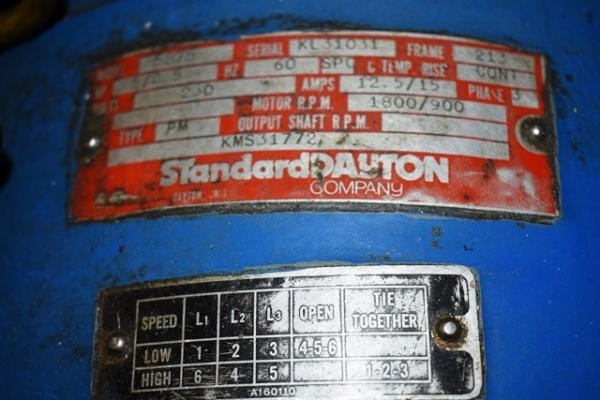 SERIAL KL31031 FRAME 213
HZ 60 SPC C TEMP. RISE CONT
230 AMPS 12.5/15 PHASE 3
MOTOR R.P.M. 1800/900
TYPE PM OUTPUT SHAFT R.P.M.
KMS31772
StandardDAYTON
COMPANY
SPEED L1 L2 L3 OPEN TIE TOGETHER
LOW 1 2 3 4-5-6
HIGH 6 4 5 1-2-3
A160110